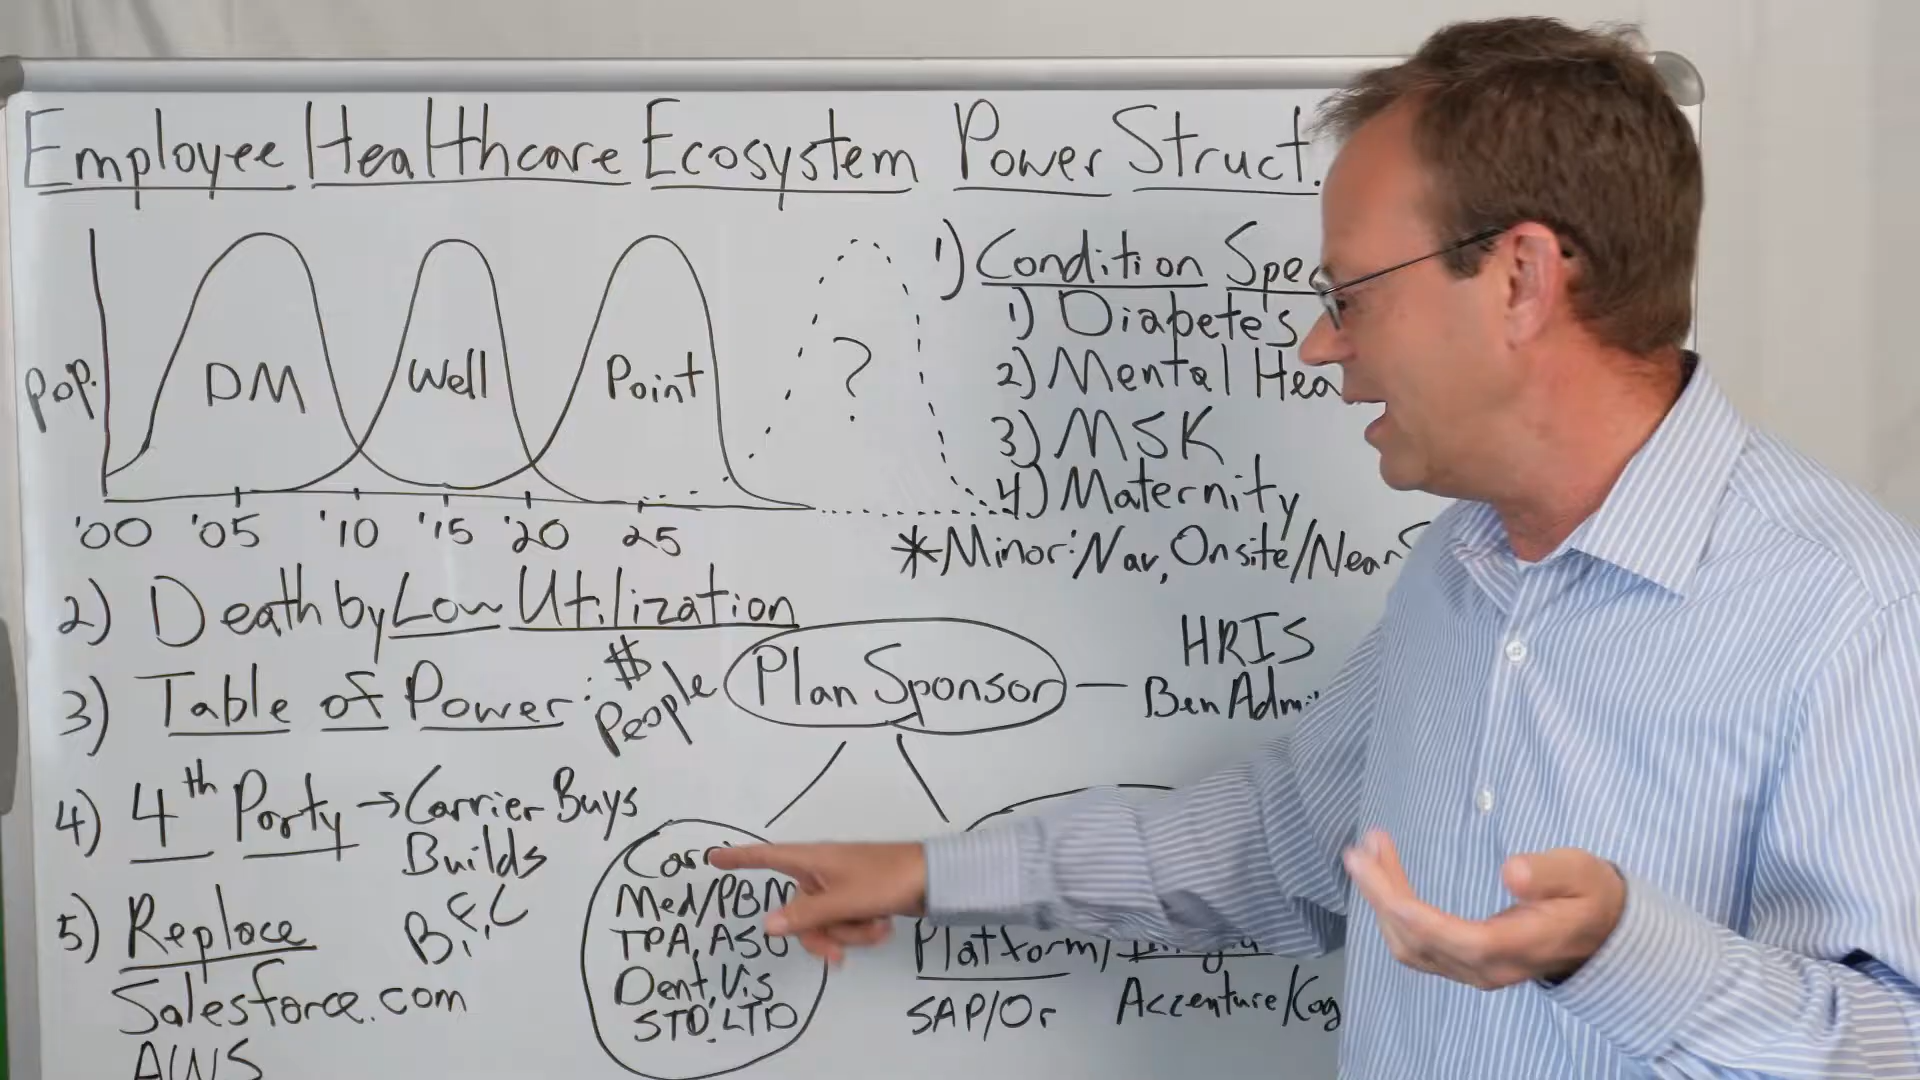 Employee Healthcare Ecosystem Power Struct.
pop.
DM
Well
Point
?
'00 '05 '10 '15 '20 25
1) Condition Spe
1) Diabetes
2) Mental Hea
3) MSK
4) Maternity
*Minor: Nav, Onsite/Near
2) Death by Low Utilization
3) Table of Power: $ People
Plan Sponsor — HRIS
Ben Admi
4) 4th Party → Carrier Buys
Builds
B, F, C
5) Replace
Salesforce.com
AWS
Carri
Med/PBM
TPA, ASO
Dent, Vis
STD, LTD
Platform/
SAP/Or
Accenture/Cog